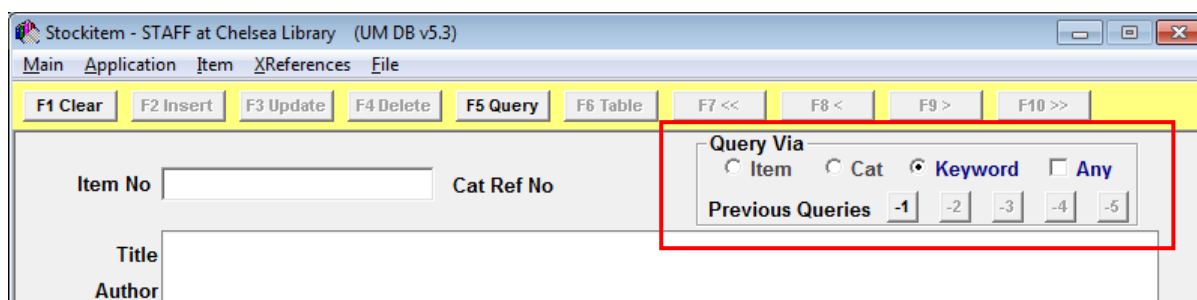 Stockitem - STAFF at Chelsea Library (UM DB v5.3)
Main Application Item XReferences File
F1 Clear F2 Insert F3 Update F4 Delete F5 Query F6 Table F7 << F8 < F9 > F10 >>
Query Via
Item Cat Keyword Any
Item No Cat Ref No
Previous Queries -1 -2 -3 -4 -5
Title
Author